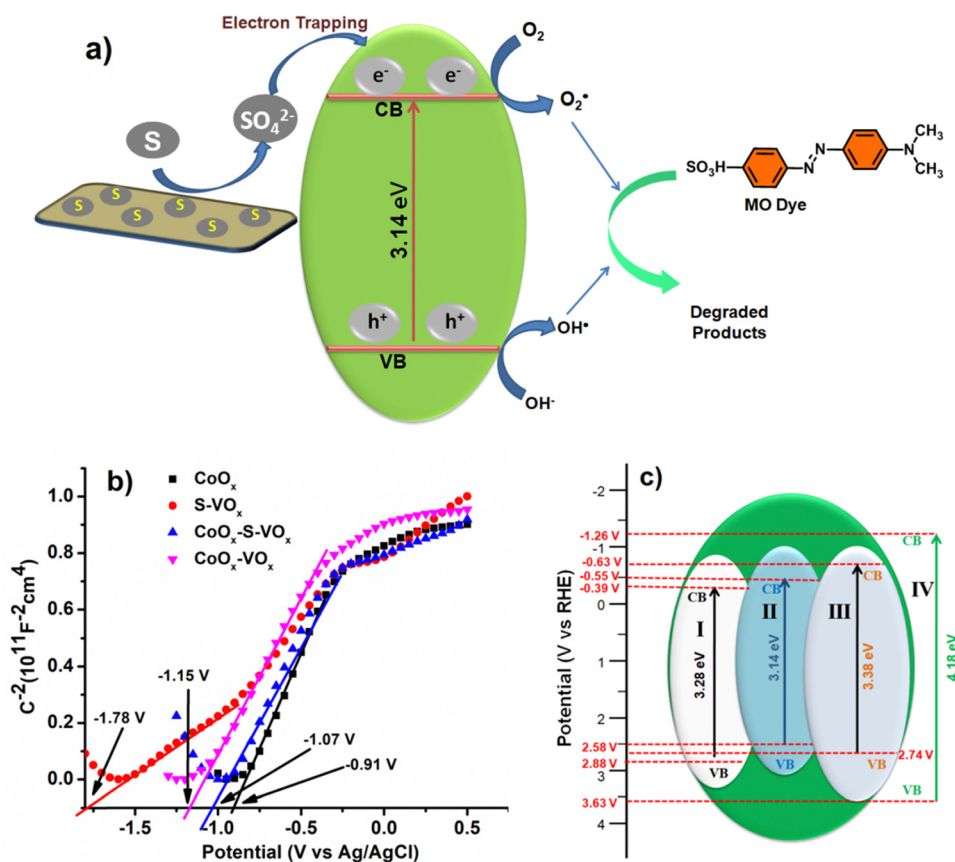 Electron Trapping
a)
O₂
e⁻ e⁻
CB
O₂•
SO₄²⁻
S
S S S S S S
3.14 eV
SO₃H
N
N
N
CH₃
CH₃
MO Dye
h⁺ h⁺
VB
OH•
OH⁻
Degraded
Products
b)
CoOₓ
S-VOₓ
CoOₓ-S-VOₓ
CoOₓ-VOₓ
C⁻²(10¹¹F⁻²cm⁴)
1.0
0.8
0.6
0.4
0.2
0.0
-1.15 V
-1.78 V
-1.07 V
-0.91 V
-1.5 -1.0 -0.5 0.0 0.5
Potential (V vs Ag/AgCl)
c)
Potential (V vs RHE)
-2
-1
0
1
2
3
4
-1.26 V
-0.63 V
-0.55 V
-0.39 V
2.58 V
2.88 V
3.63 V
2.74 V
CB
CB
CB
CB
I
II
III
IV
3.28 eV
3.14 eV
3.38 eV
4.18 eV
VB
VB
VB
VB